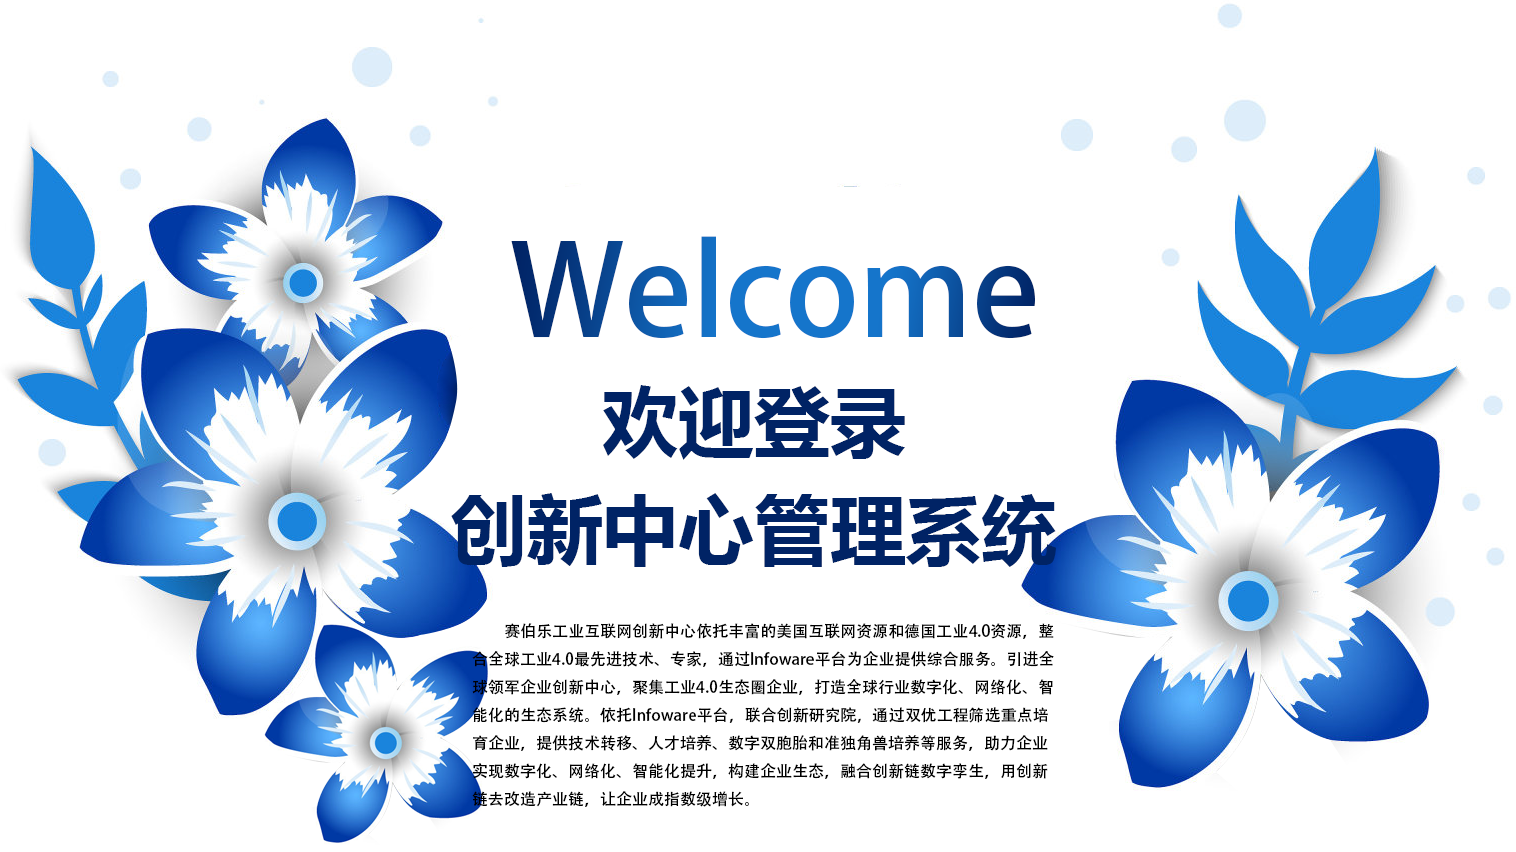 Welcome
欢迎登录
创新中心管理系统
赛伯乐工业互联网创新中心依托丰富的美国互联网资源和德国工业4.0资源，整
合全球工业4.0最先进技术、专家，通过Infoware平台为企业提供综合服务。引进全
球领军企业创新中心，聚集工业4.0生态圈企业，打造全球行业数字化、网络化、智
能化的生态系统。依托Infoware平台，联合创新研究院，通过双优工程筛选重点培
育企业，提供技术转移、人才培养、数字双胞胎和准独角兽培养等服务，助力企业
实现数字化、网络化、智能化提升，构建企业生态，融合创新链数字孪生，用创新
链去改造产业链，让企业成指数级增长。